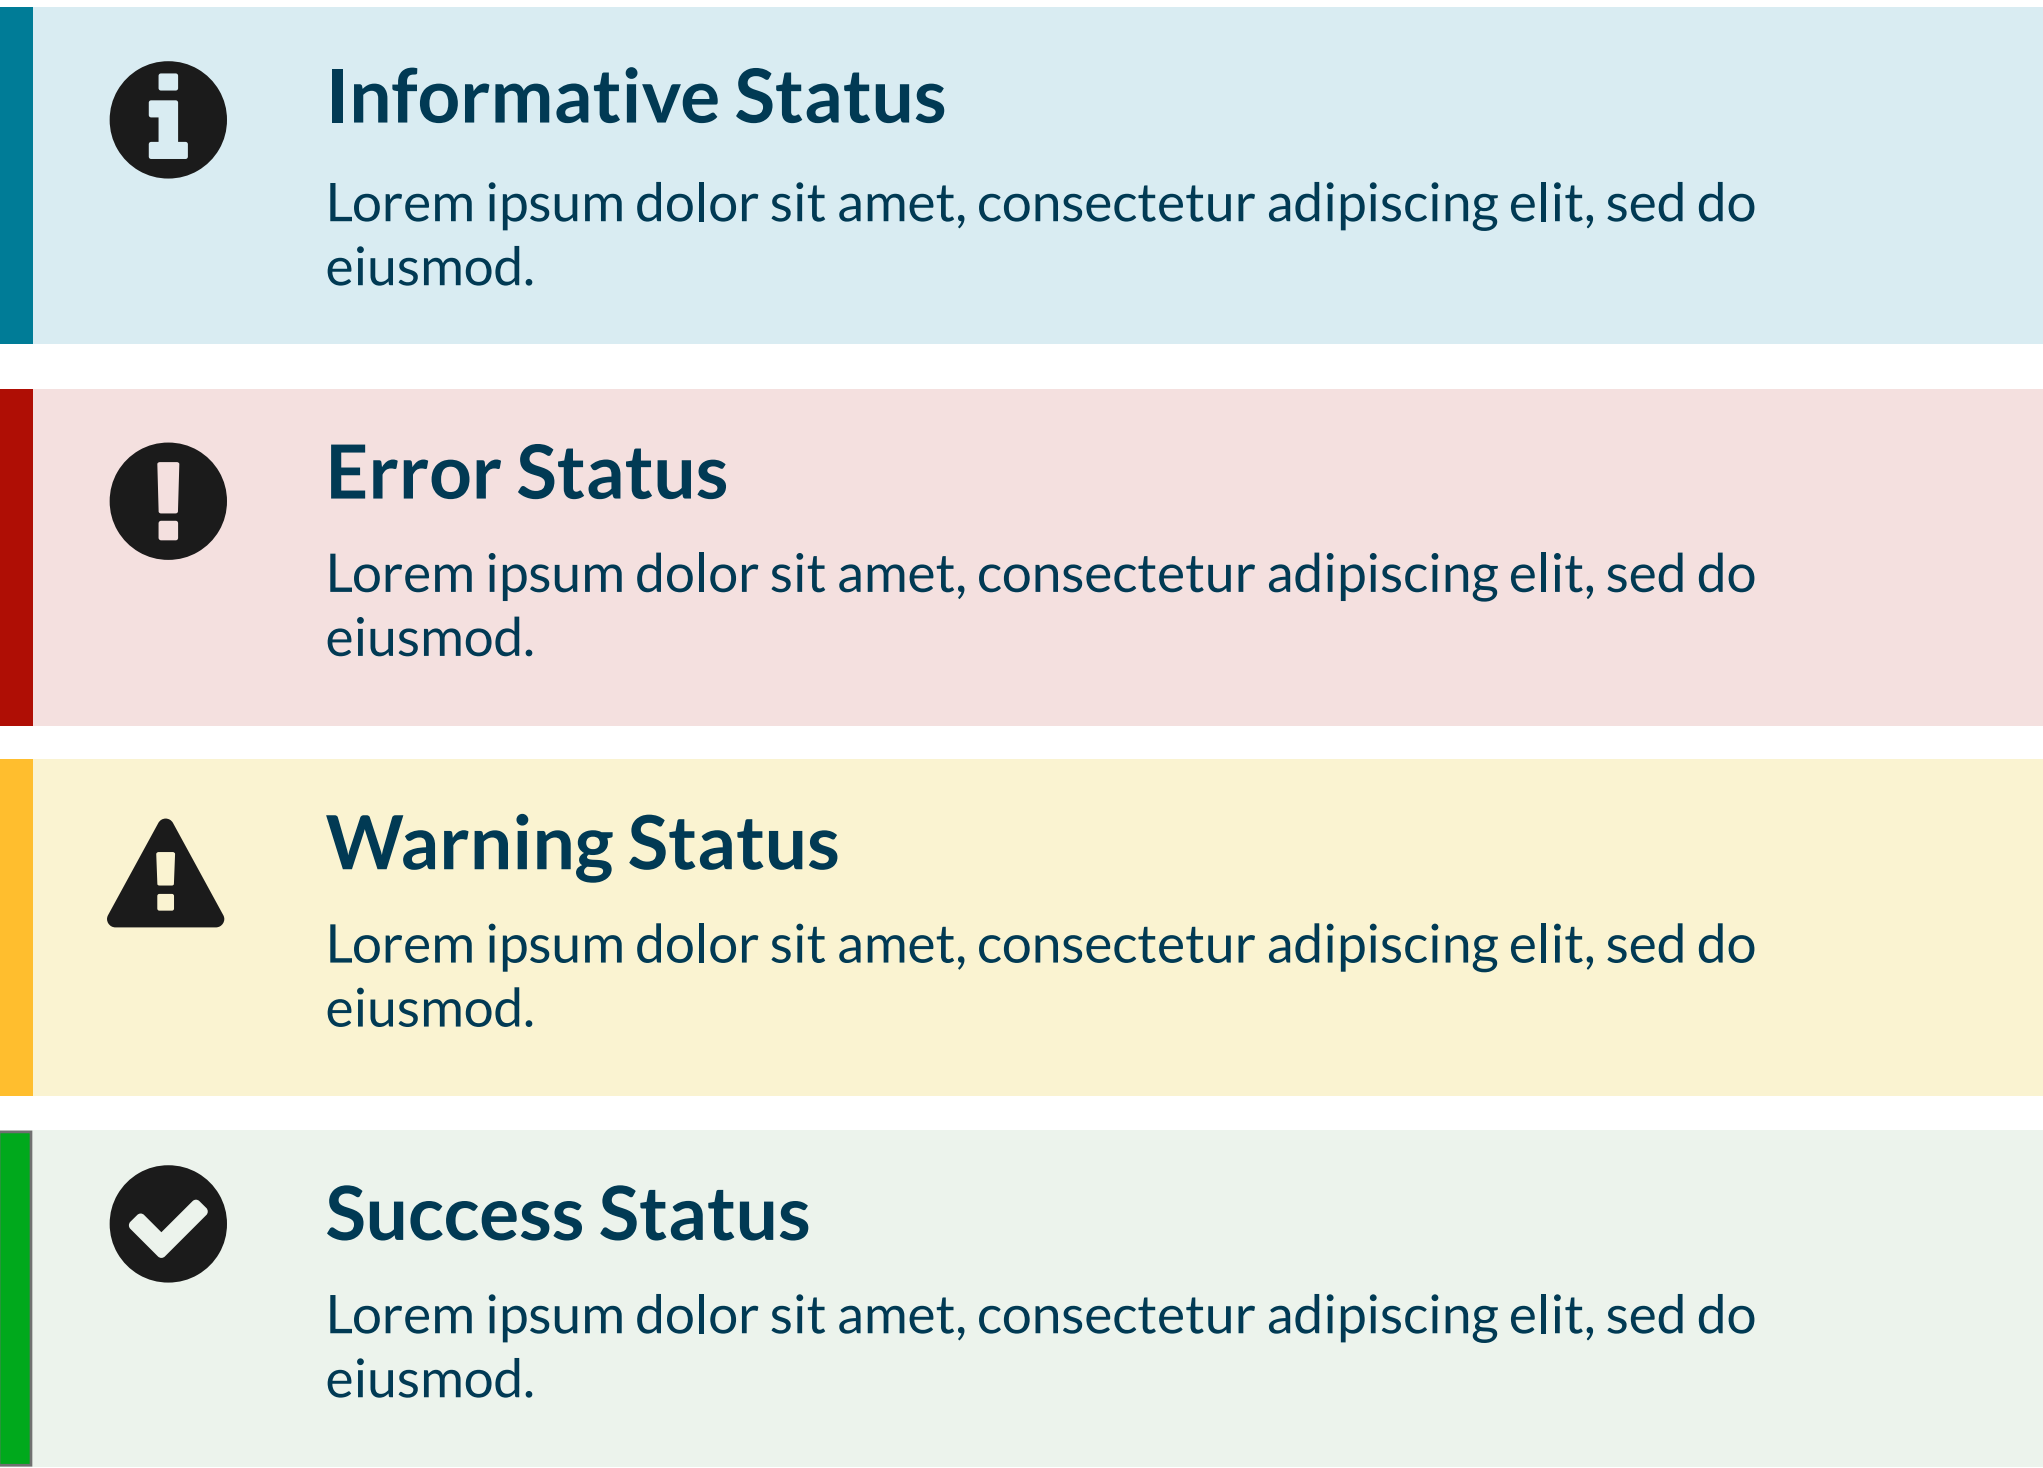 Informative Status
Lorem ipsum dolor sit amet, consectetur adipiscing elit, sed do
eiusmod.
Error Status
Lorem ipsum dolor sit amet, consectetur adipiscing elit, sed do
eiusmod.
Warning Status
Lorem ipsum dolor sit amet, consectetur adipiscing elit, sed do
eiusmod.
Success Status
Lorem ipsum dolor sit amet, consectetur adipiscing elit, sed do
eiusmod.